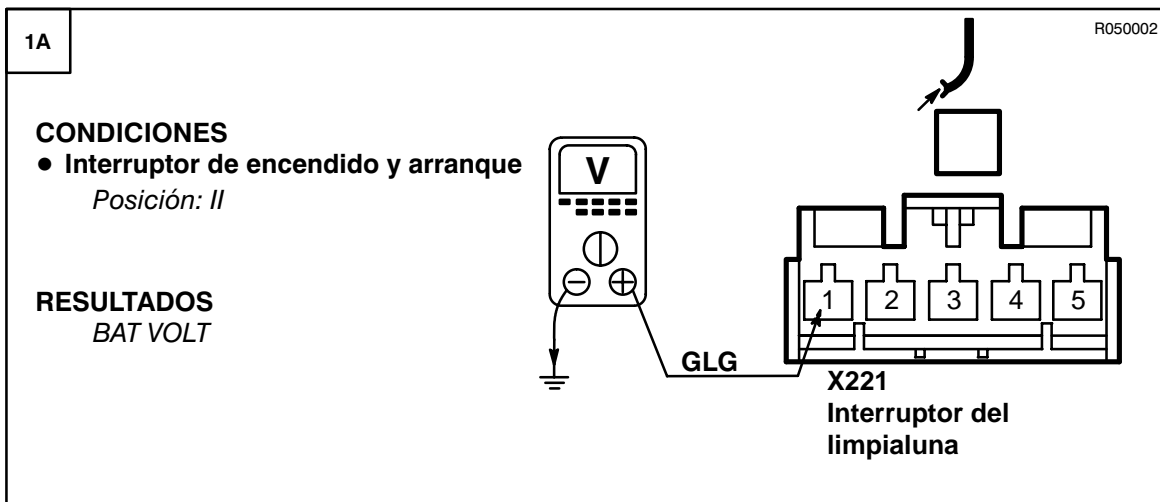 1A
R050002
CONDICIONES
● Interruptor de encendido y arranque
Posición: II
RESULTADOS
BAT VOLT
V
− +
GLG
1 2 3 4 5
X221
Interruptor del
limpialuna